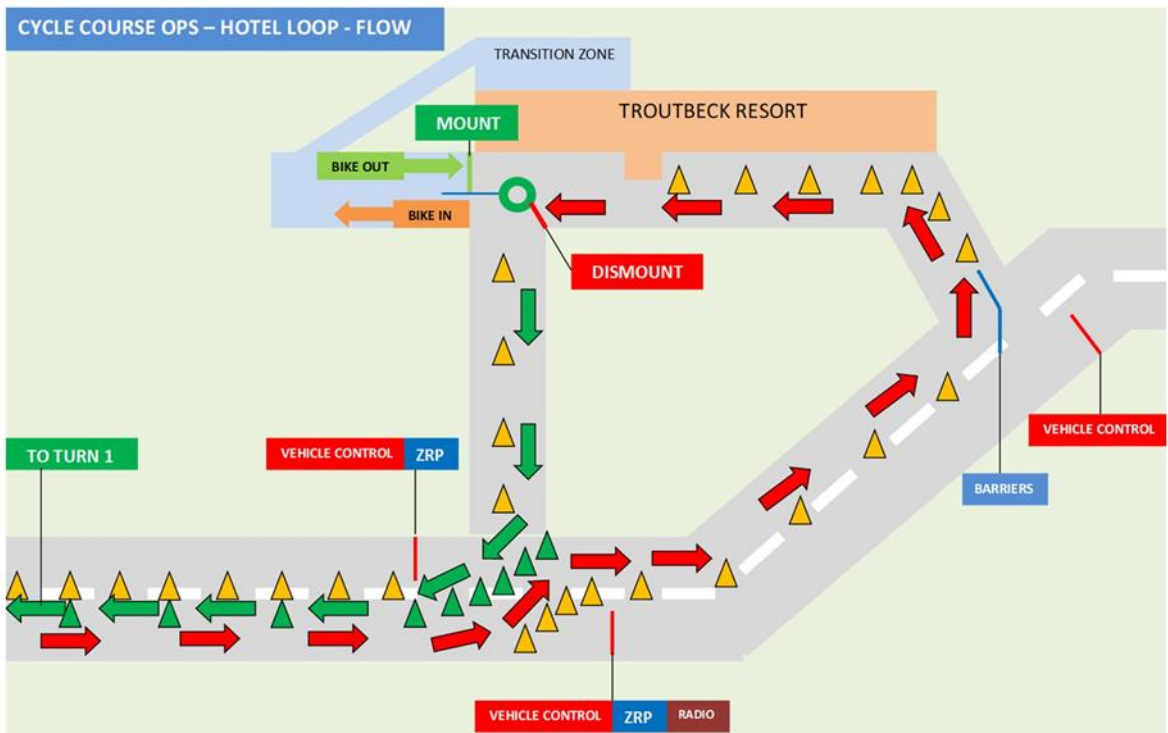 CYCLE COURSE OPS – HOTEL LOOP - FLOW
TRANSITION ZONE
TROUTBECK RESORT
MOUNT
BIKE OUT
BIKE IN
DISMOUNT
VEHICLE CONTROL
TO TURN 1
VEHICLE CONTROL ZRP
BARRIERS
VEHICLE CONTROL ZRP RADIO